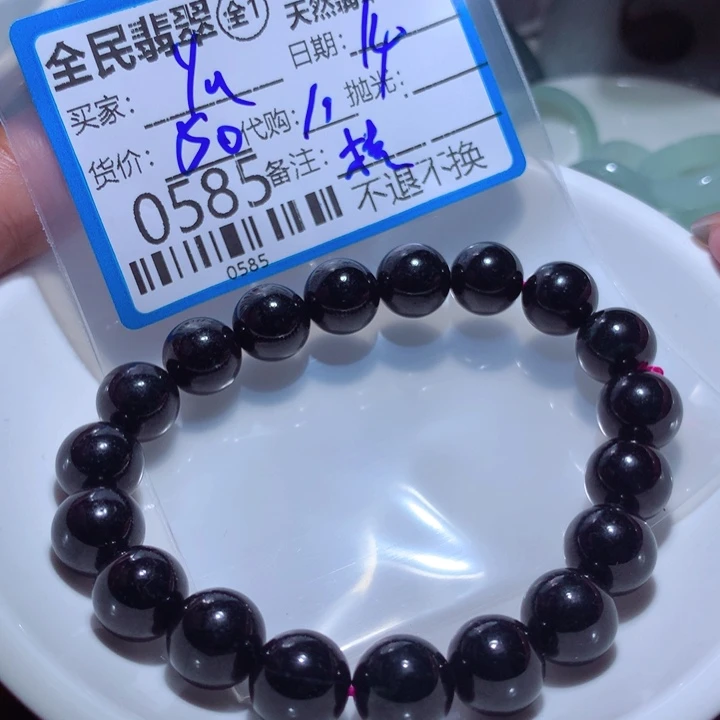 全民翡翠 全1 天然翡
买家： Yu 日期： 14
货价： 150 代购： 11 抛光：
0585 备注： 不退不换
0585